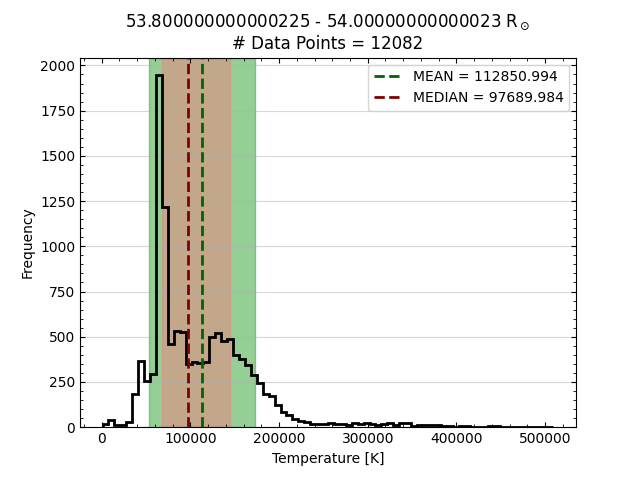 53.800000000000225 - 54.00000000000023 R⊙
# Data Points = 12082
MEAN = 112850.994
MEDIAN = 97689.984
Frequency
2000
1750
1500
1250
1000
750
500
250
0
0 100000 200000 300000 400000 500000
Temperature [K]